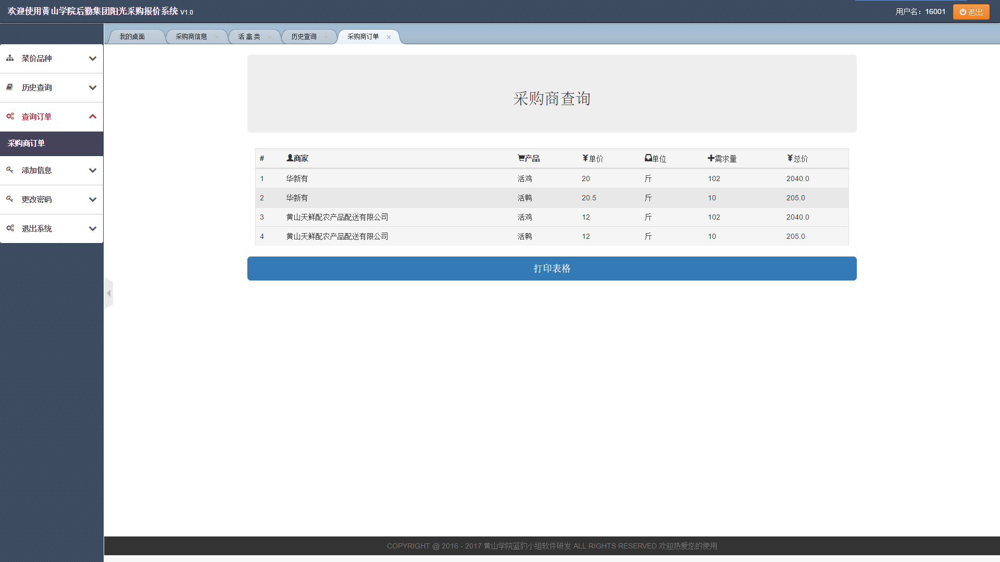 欢迎使用黄山学院后勤集团阳光采购报价系统 V1.0
用户名：16001
退出
我的桌面
采购商信息
活 禽 类
历史查询
采购商订单
菜价品种
历史查询
查询订单
采购商订单
添加信息
更改密码
退出系统
采购商查询
# 商家 产品 ¥单价 单位 需求量 ¥总价
1 华新有 活鸡 20 斤 102 2040.0
2 华新有 活鸭 20.5 斤 10 205.0
3 黄山天鲜配农产品配送有限公司 活鸡 12 斤 102 2040.0
4 黄山天鲜配农产品配送有限公司 活鸭 12 斤 10 205.0
打印表格
COPYRIGHT @ 2016 - 2017 黄山学院蓝豹小组软件研发 ALL RIGHTS RESERVED 欢迎热爱您的使用